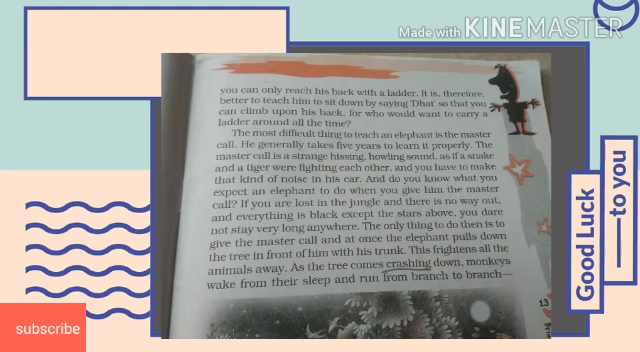 Made with KINEMASTER
you can only reach his back with a ladder. It is, therefore,
better to teach him to sit down by saying 'Dhat' so that you
can climb upon his back, for who would want to carry a
ladder around all the time?
The most difficult thing to teach an elephant is the master
call. He generally takes five years to learn it properly. The
master call is a strange hissing, howling sound, as if a snake
and a tiger were fighting each other, and you have to make
that kind of noise in his ear. And do you know what you
expect an elephant to do when you give him the master
call? If you are lost in the jungle and there is no way out,
and everything is black except the stars above, you dare
not stay very long anywhere. The only thing to do then is to
give the master call and at once the elephant pulls down
the tree in front of him with his trunk. This frightens all the
animals away. As the tree comes crashing down, monkeys
wake from their sleep and run from branch to branch—
13
Good Luck
to you
subscribe